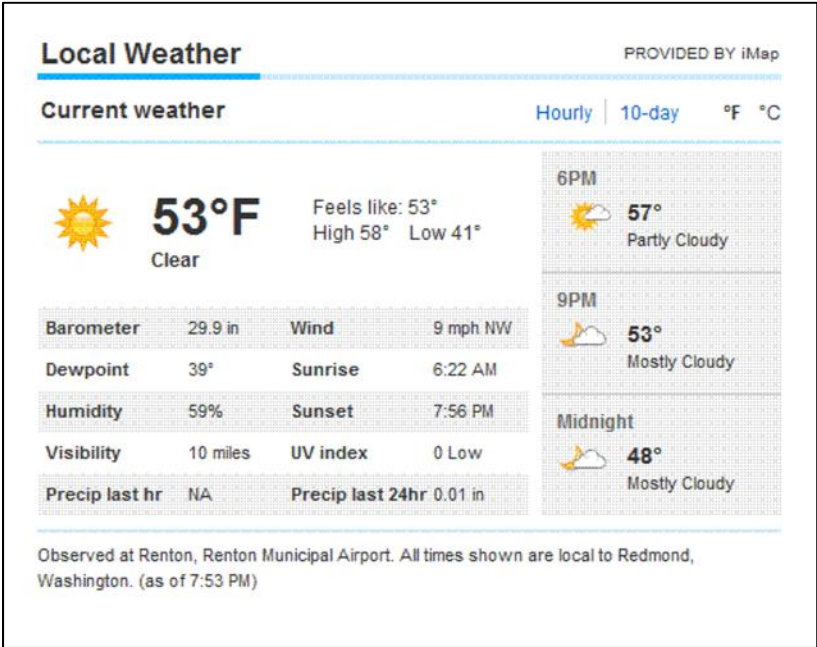 Local Weather
PROVIDED BY iMap
Current weather
Hourly 10-day °F °C
53°F
Clear
Feels like: 53°
High 58° Low 41°
Barometer 29.9 in Wind 9 mph NW
Dewpoint 39° Sunrise 6:22 AM
Humidity 59% Sunset 7:56 PM
Visibility 10 miles UV index 0 Low
Precip last hr NA Precip last 24hr 0.01 in
6PM
57°
Partly Cloudy
9PM
53°
Mostly Cloudy
Midnight
48°
Mostly Cloudy
Observed at Renton, Renton Municipal Airport. All times shown are local to Redmond,
Washington. (as of 7:53 PM)